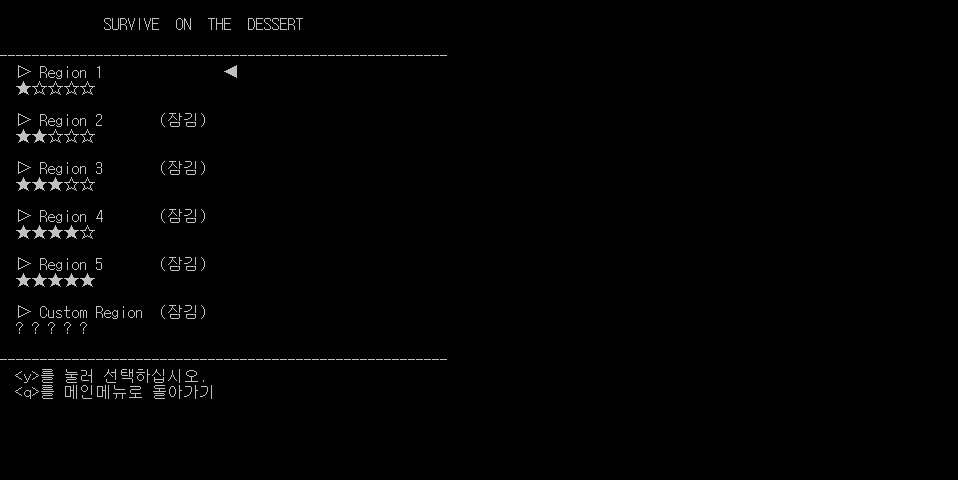 SURVIVE ON THE DESSERT
▷ Region 1 ◀
★☆☆☆☆
▷ Region 2 (잠김)
★★☆☆☆
▷ Region 3 (잠김)
★★★☆☆
▷ Region 4 (잠김)
★★★★☆
▷ Region 5 (잠김)
★★★★★
▷ Custom Region (잠김)
? ? ? ? ?
<y>를 눌러 선택하십시오.
<q>를 메인메뉴로 돌아가기